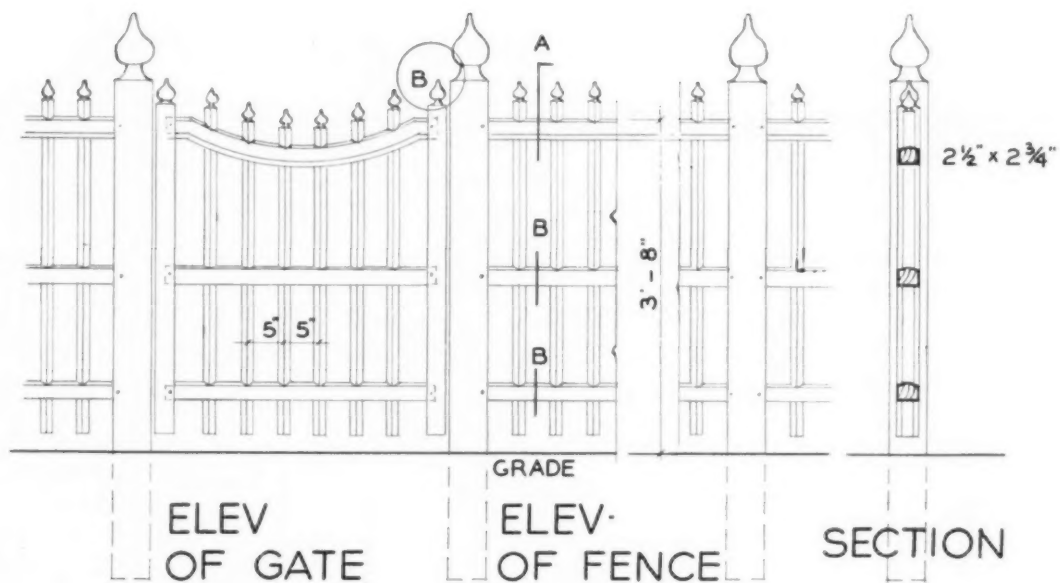 B
A
2½" x 2¾"
B
3'-8"
5" 5"
B
GRADE
ELEV
OF GATE
ELEV.
OF FENCE
SECTION